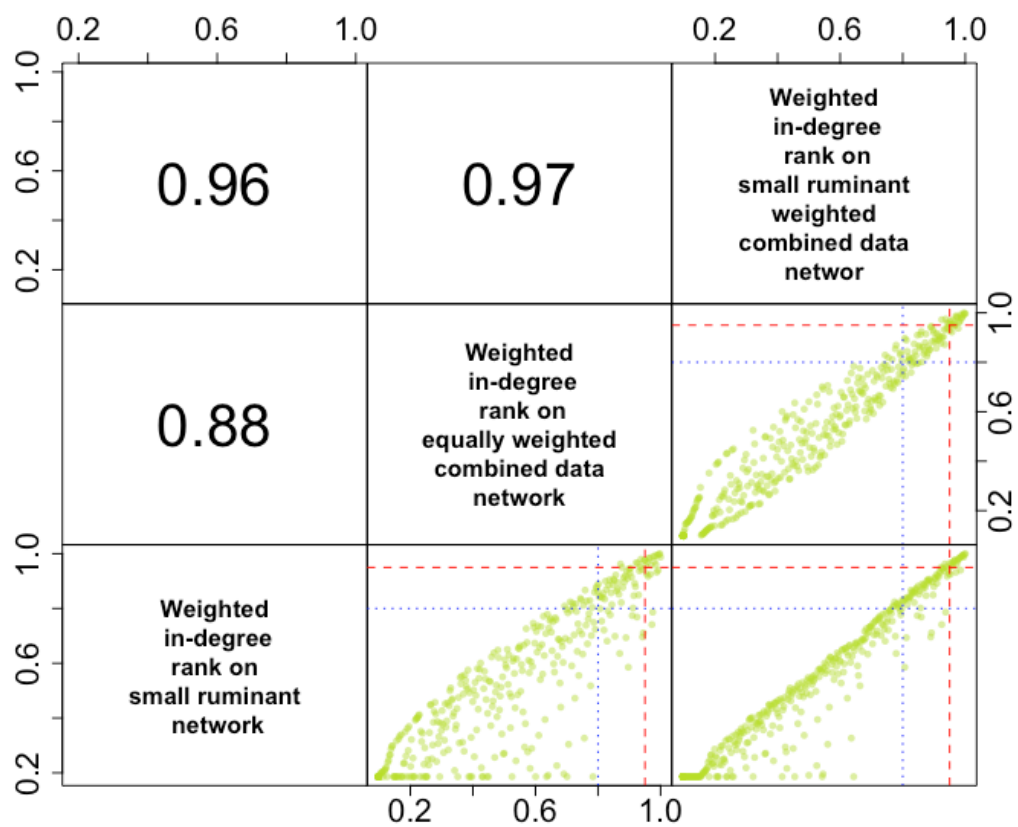 0.2 0.6 1.0 0.2 0.6 1.0
1.0
0.6
0.2
0.96
0.97
Weighted
in-degree
rank on
small ruminant
weighted
combined data
networ
0.88
Weighted
in-degree
rank on
equally weighted
combined data
network
1.0
0.6
0.2
1.0
0.6
0.2
Weighted
in-degree
rank on
small ruminant
network
0.2 0.6 1.0